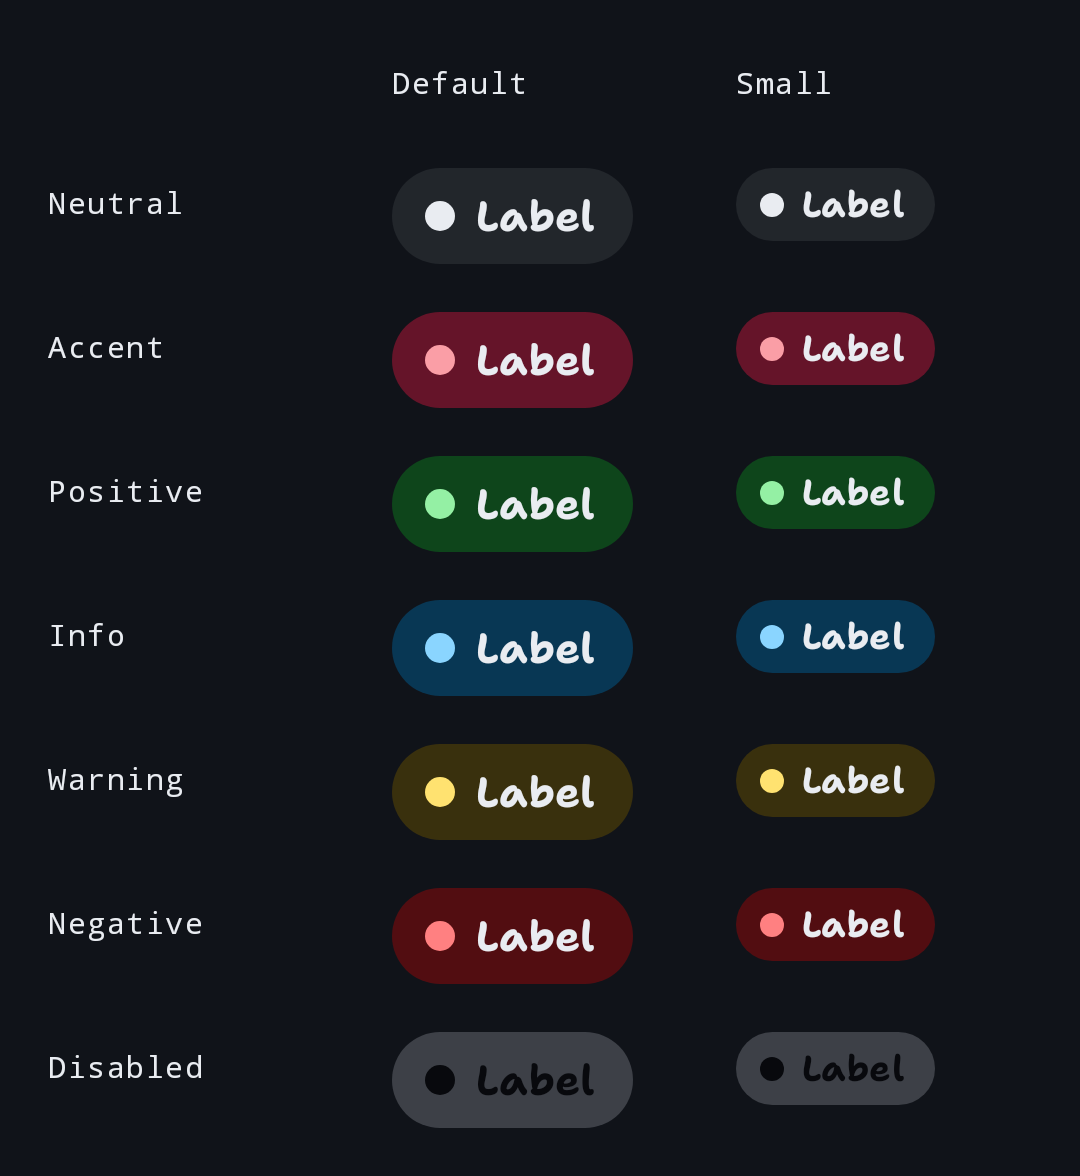 Default Small
Neutral Label Label
Accent Label Label
Positive Label Label
Info Label Label
Warning Label Label
Negative Label Label
Disabled Label Label